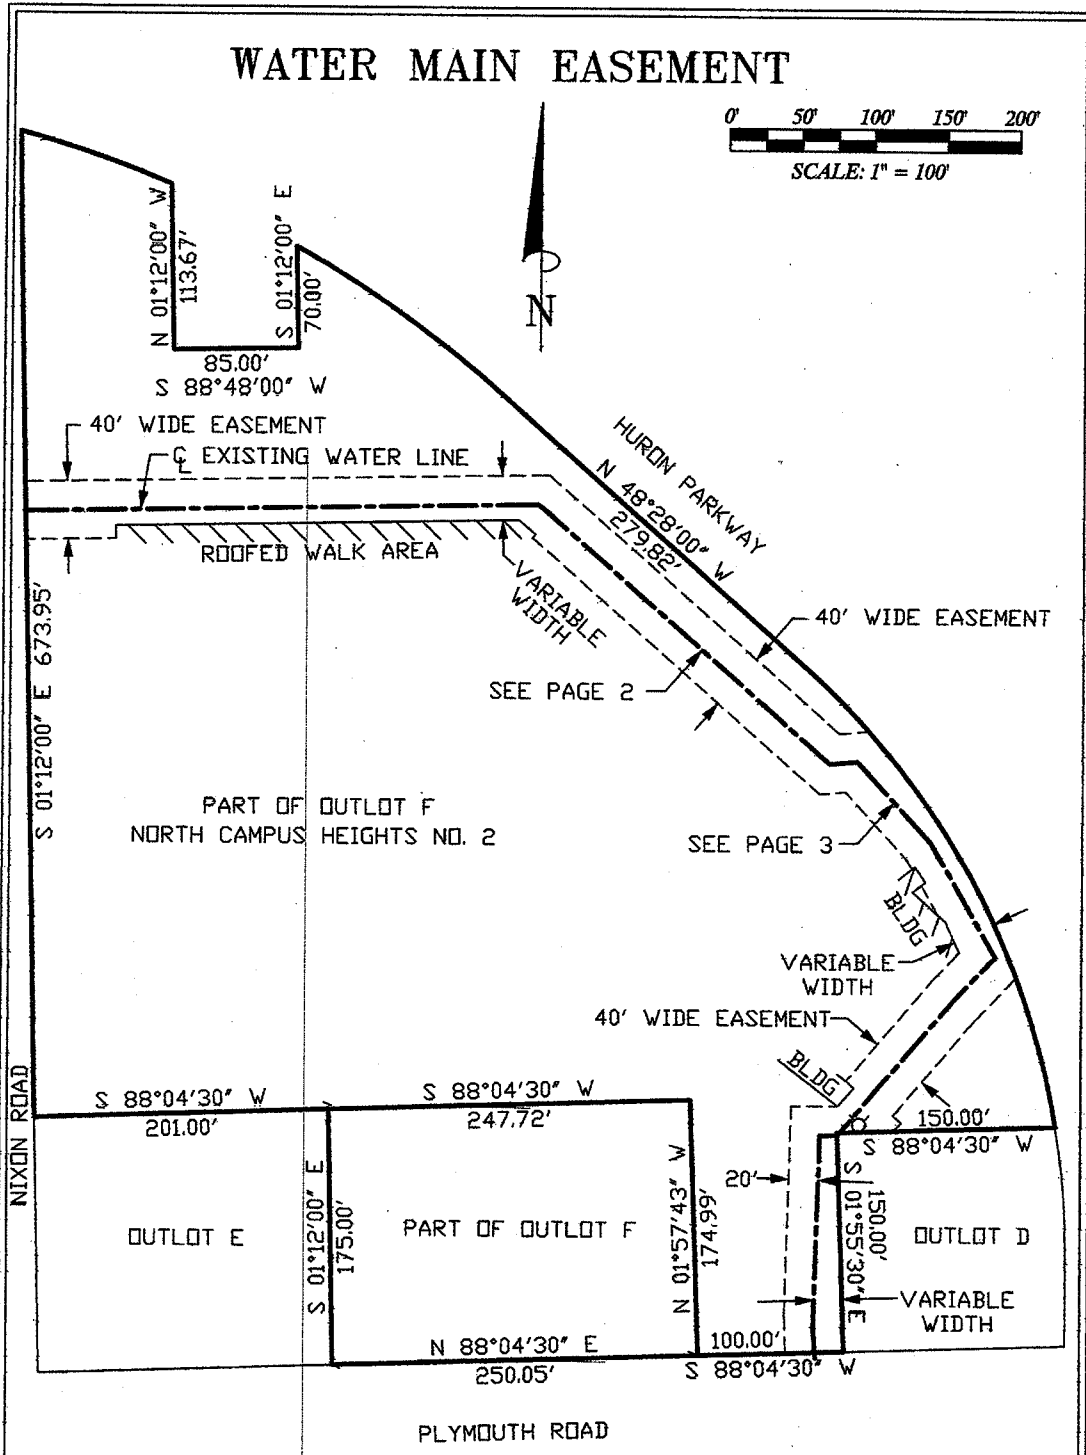 WATER MAIN EASEMENT
0' 50' 100' 150' 200'
SCALE: 1" = 100'
N 01°12'00" W
113.67'
S 01°12'00" E
70.00'
85.00'
S 88°48'00" W
N
40' WIDE EASEMENT
℄ EXISTING WATER LINE
HURON PARKWAY
N 48°28'00" W
279.82'
ROOFED WALK AREA
VARIABLE
WIDTH
40' WIDE EASEMENT
S 01°12'00" E 673.95'
SEE PAGE 2
PART OF OUTLOT F
NORTH CAMPUS HEIGHTS NO. 2
SEE PAGE 3
BLDG
VARIABLE
WIDTH
40' WIDE EASEMENT
BLDG
NIXON ROAD
S 88°04'30" W
201.00'
S 88°04'30" W
247.72'
150.00'
S 88°04'30" W
20'
S 01°12'00" E
175.00'
N 01°57'43" W
174.99'
150.00'
S 01°55'30" E
OUTLOT E
PART OF OUTLOT F
OUTLOT D
VARIABLE
WIDTH
N 88°04'30" E
250.05'
100.00'
S 88°04'30" W
PLYMOUTH ROAD